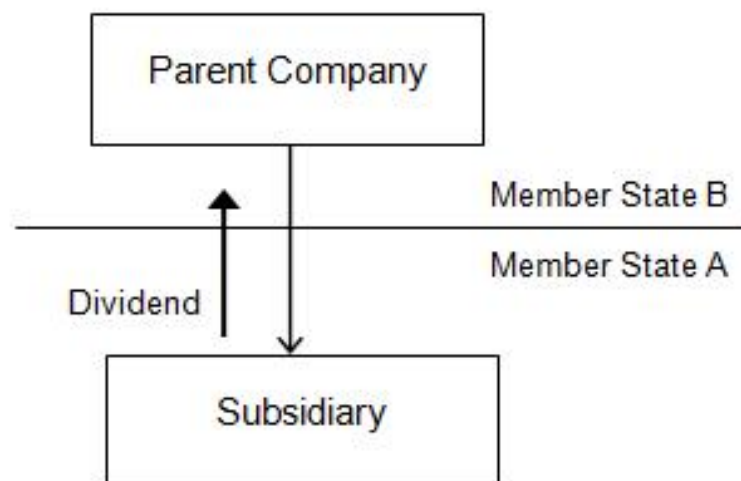 Parent Company
Member State B
Member State A
Dividend
Subsidiary